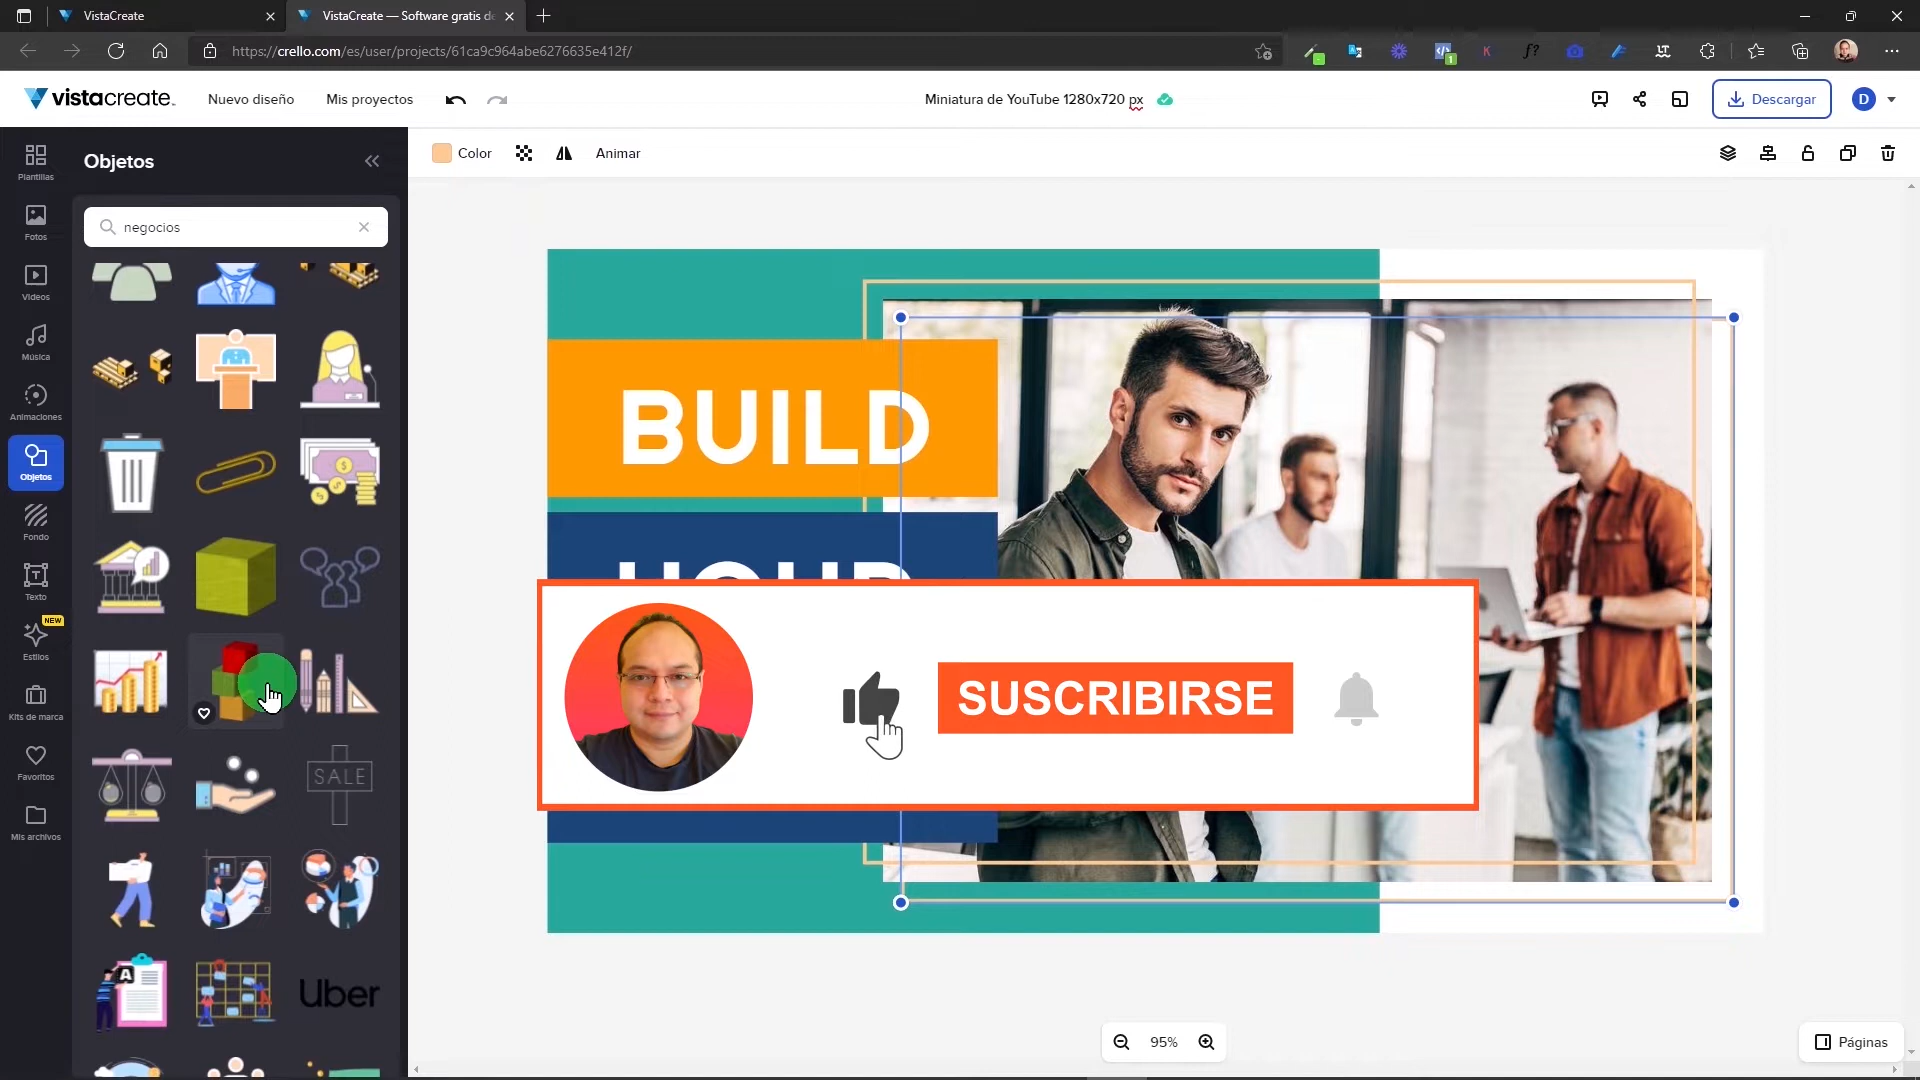 VistaCreate
VistaCreate — Software gratis de
https://crello.com/es/user/projects/61ca9c964abe6276635e412f/
vistacreate
Nuevo diseño
Mis proyectos
Miniatura de YouTube 1280x720 px
Descargar
D
Plantillas
Objetos
Color
Animar
negocios
Fotos
Videos
Música
Animaciones
Objetos
Fondo
Texto
NEW
Estilos
Kits de marca
Favoritos
Mis archivos
SALE
A
Uber
BUILD
SUSCRIBIRSE
95%
Páginas